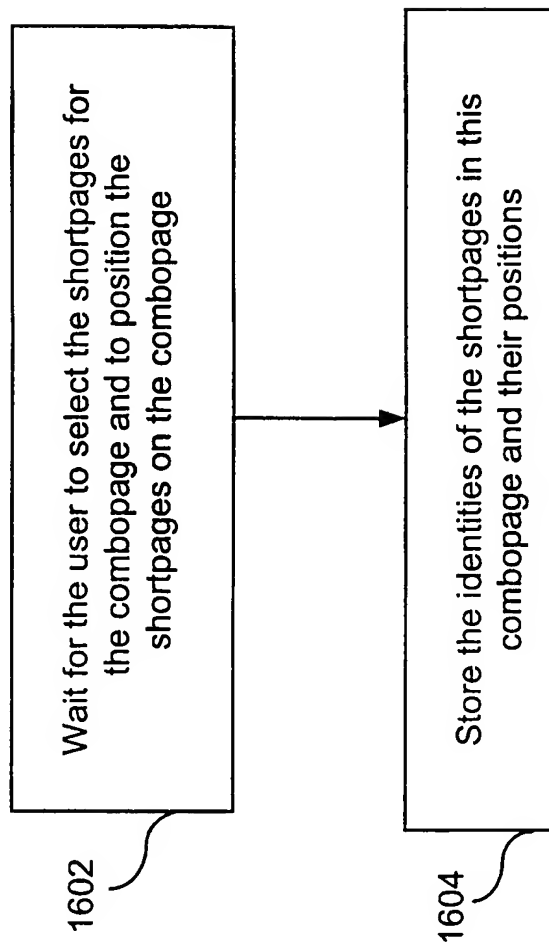 1602
Wait for the user to select the shortpages for
the combopage and to position the
shortpages on the combopage
1604
Store the identities of the shortpages in this
combopage and their positions